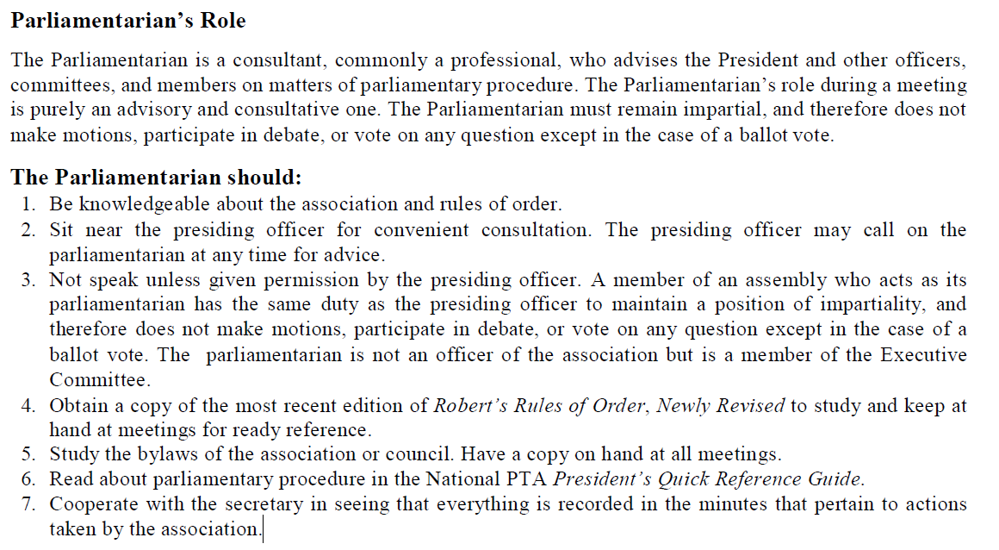 Parliamentarian's Role
The Parliamentarian is a consultant, commonly a professional, who advises the President and other officers,
committees, and members on matters of parliamentary procedure. The Parliamentarian's role during a meeting
is purely an advisory and consultative one. The Parliamentarian must remain impartial, and therefore does not
make motions, participate in debate, or vote on any question except in the case of a ballot vote.
The Parliamentarian should:
1. Be knowledgeable about the association and rules of order.
2. Sit near the presiding officer for convenient consultation. The presiding officer may call on the
parliamentarian at any time for advice.
3. Not speak unless given permission by the presiding officer. A member of an assembly who acts as its
parliamentarian has the same duty as the presiding officer to maintain a position of impartiality, and
therefore does not make motions, participate in debate, or vote on any question except in the case of a
ballot vote. The parliamentarian is not an officer of the association but is a member of the Executive
Committee.
4. Obtain a copy of the most recent edition of Robert's Rules of Order, Newly Revised to study and keep at
hand at meetings for ready reference.
5. Study the bylaws of the association or council. Have a copy on hand at all meetings.
6. Read about parliamentary procedure in the National PTA President's Quick Reference Guide.
7. Cooperate with the secretary in seeing that everything is recorded in the minutes that pertain to actions
taken by the association.